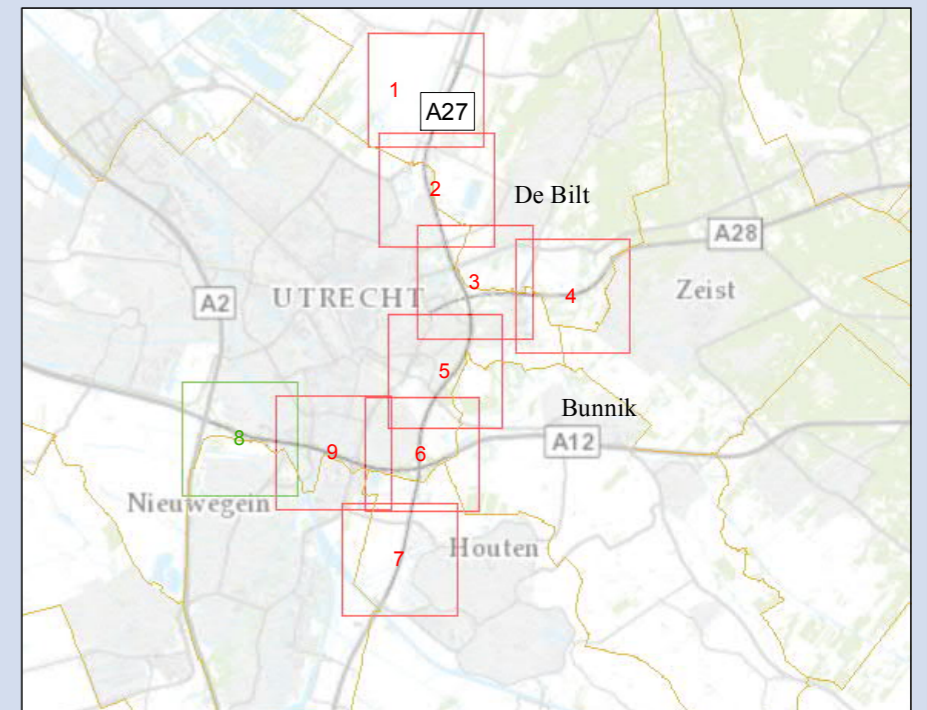 1
A27
2
De Bilt
A28
3
4
Zeist
A2
UTRECHT
5
Bunnik
A12
8
9
6
Nieuwegein
7
Houten